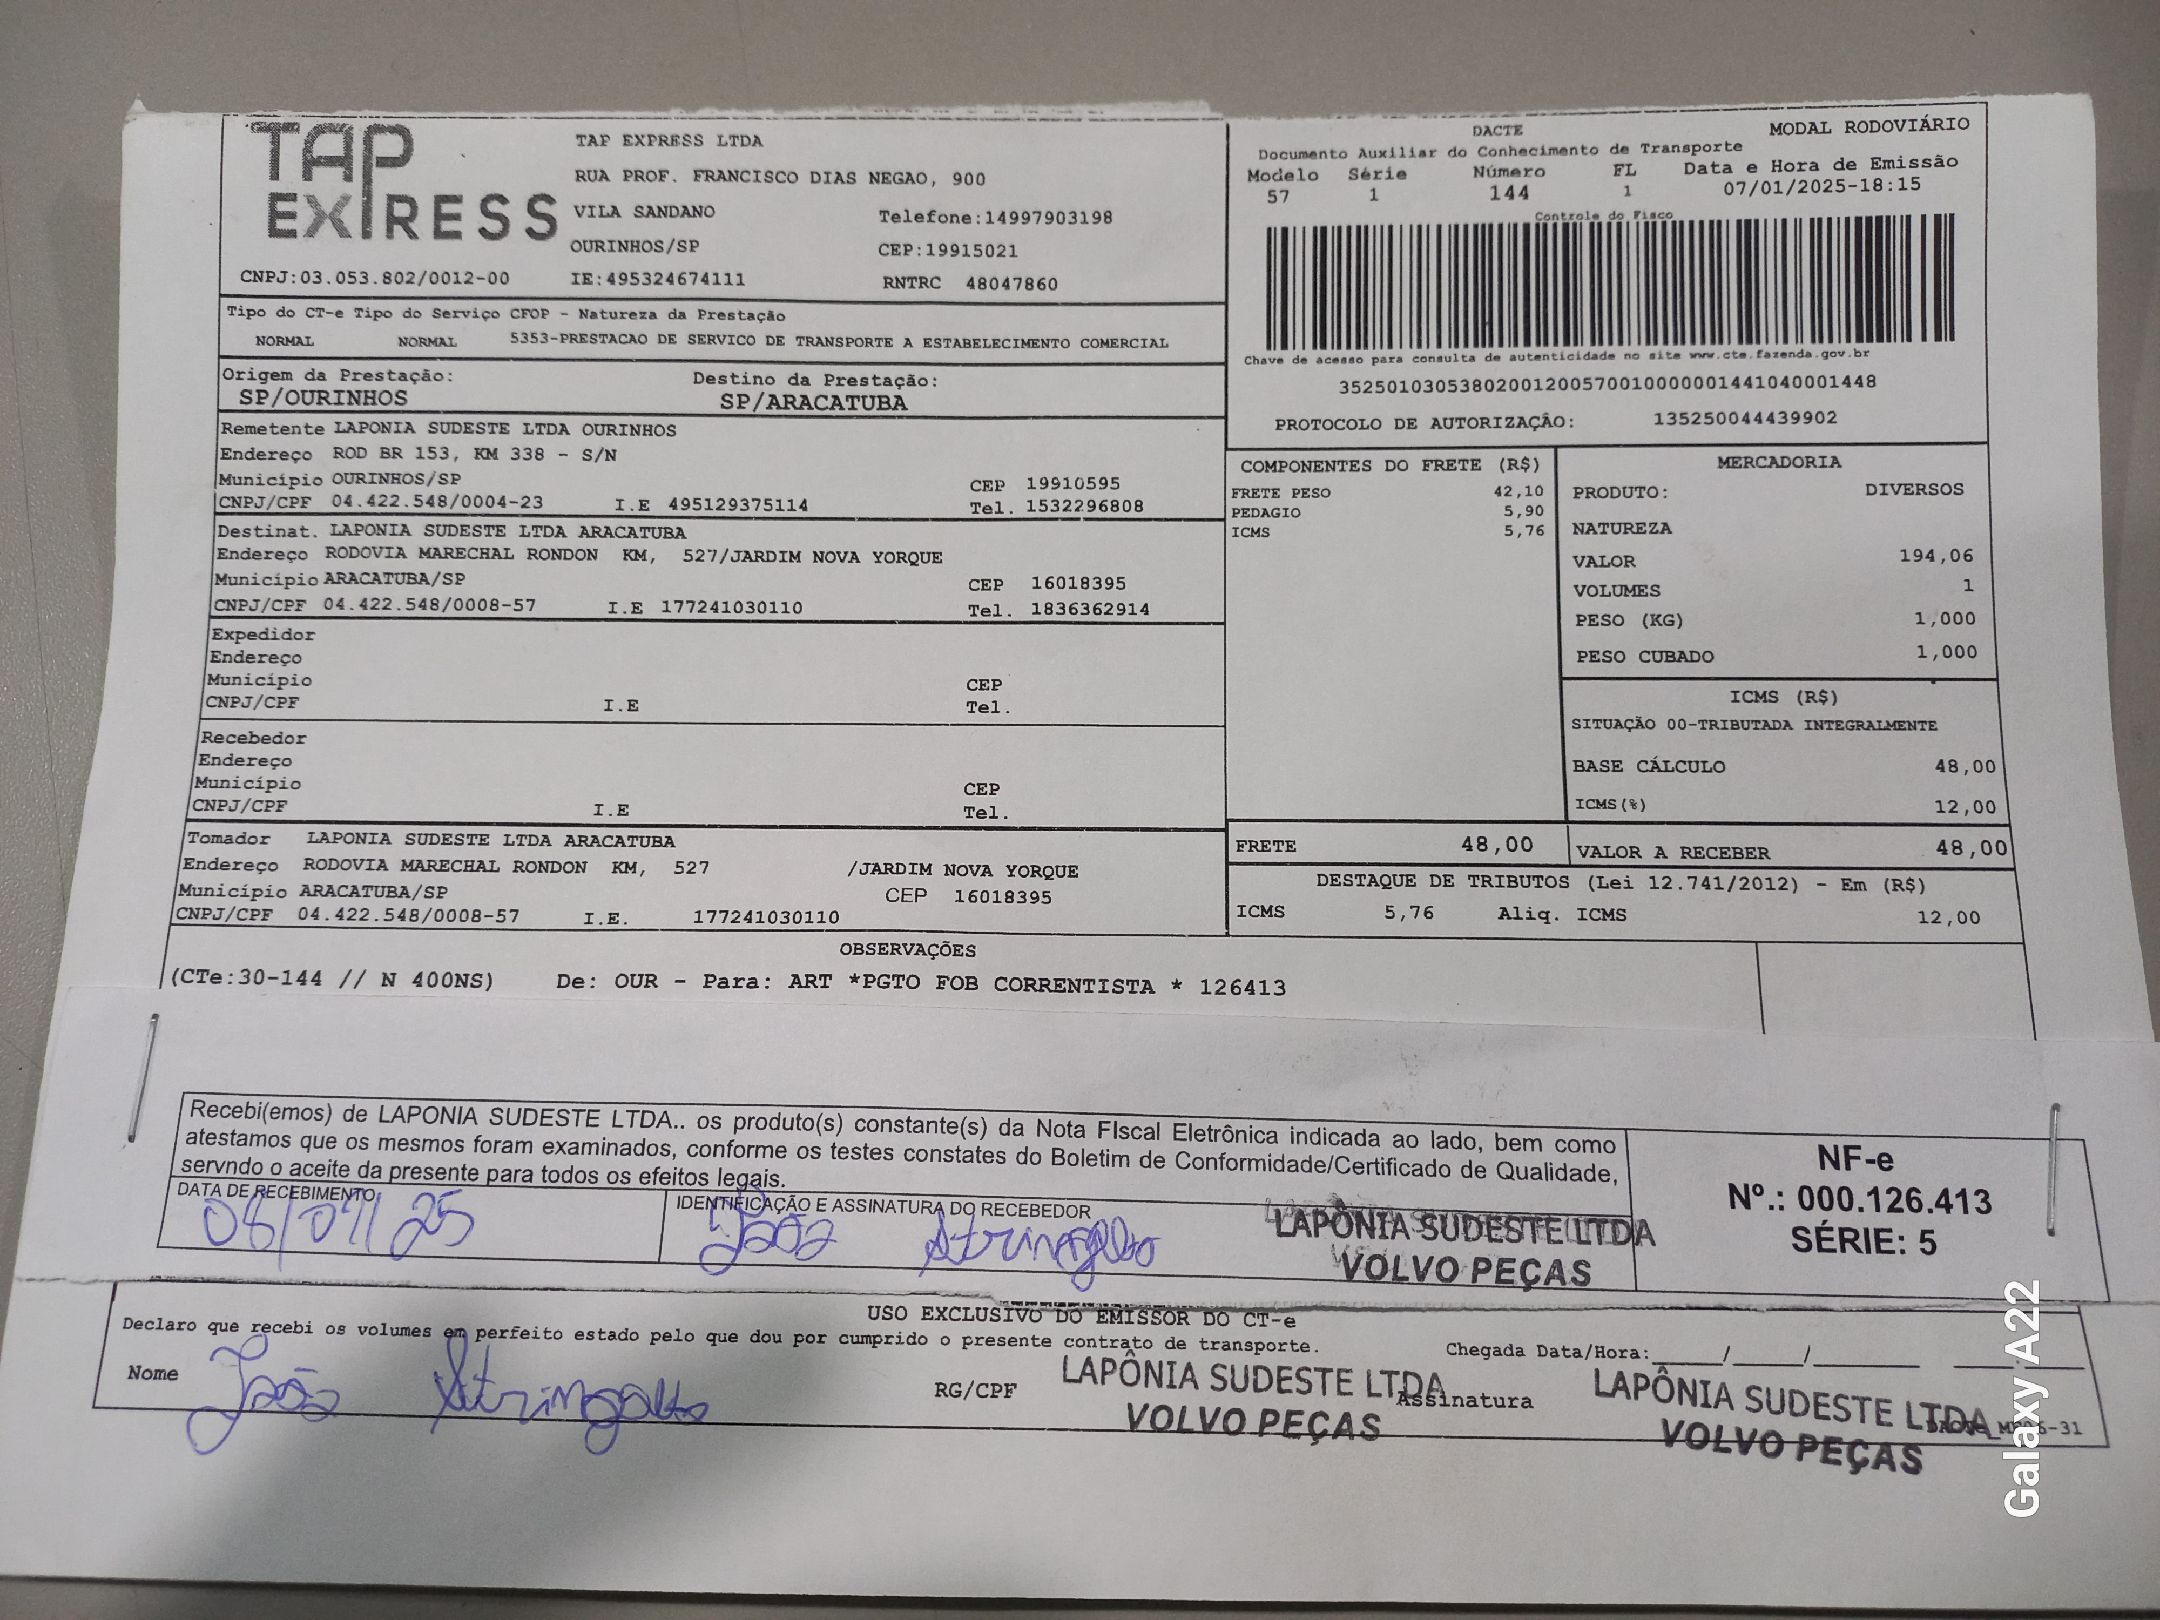 TAP
EXPRESS
TAP EXPRESS LTDA
RUA PROF. FRANCISCO DIAS NEGAO, 900
VILA SANDANO Telefone:14997903198
OURINHOS/SP CEP:19915021
CNPJ:03.053.802/0012-00 IE:495324674111 RNTRC 48047860
DACTE MODAL RODOVIÁRIO
Documento Auxiliar do Conhecimento de Transporte
Modelo Série Número FL Data e Hora de Emissão
57 1 144 1 07/01/2025-18:15
Controle do Fisco
Chave de acesso para consulta de autenticidade no site www.cte.fazenda.gov.br
35250103053802001200570010000001441040001448
PROTOCOLO DE AUTORIZAÇÃO: 135250044439902
Tipo do CT-e Tipo do Serviço CFOP - Natureza da Prestação
NORMAL NORMAL 5353-PRESTACAO DE SERVICO DE TRANSPORTE A ESTABELECIMENTO COMERCIAL
Origem da Prestação: Destino da Prestação:
SP/OURINHOS SP/ARACATUBA
Remetente LAPONIA SUDESTE LTDA OURINHOS
Endereço ROD BR 153, KM 338 - S/N
Município OURINHOS/SP CEP 19910595
CNPJ/CPF 04.422.548/0004-23 I.E 495129375114 Tel. 1532296808
Destinat. LAPONIA SUDESTE LTDA ARACATUBA
Endereço RODOVIA MARECHAL RONDON KM, 527/JARDIM NOVA YORQUE
Município ARACATUBA/SP CEP 16018395
CNPJ/CPF 04.422.548/0008-57 I.E 177241030110 Tel. 1836362914
Expedidor
Endereço
Município CEP
CNPJ/CPF I.E Tel.
Recebedor
Endereço
Município CEP
CNPJ/CPF I.E Tel.
Tomador LAPONIA SUDESTE LTDA ARACATUBA
Endereço RODOVIA MARECHAL RONDON KM, 527 /JARDIM NOVA YORQUE
Município ARACATUBA/SP CEP 16018395
CNPJ/CPF 04.422.548/0008-57 I.E. 177241030110
COMPONENTES DO FRETE (R$)
FRETE PESO 42,10
PEDAGIO 5,90
ICMS 5,76
MERCADORIA
PRODUTO: DIVERSOS
NATUREZA
VALOR 194,06
VOLUMES 1
PESO (KG) 1,000
PESO CUBADO 1,000
ICMS (R$)
SITUAÇÃO 00-TRIBUTADA INTEGRALMENTE
BASE CÁLCULO 48,00
ICMS(%) 12,00
FRETE 48,00 VALOR A RECEBER 48,00
DESTAQUE DE TRIBUTOS (Lei 12.741/2012) - Em (R$)
ICMS 5,76 Aliq. ICMS 12,00
OBSERVAÇÕES
(CTe:30-144 // N 400NS) De: OUR - Para: ART *PGTO FOB CORRENTISTA * 126413
Recebi(emos) de LAPONIA SUDESTE LTDA.. os produto(s) constante(s) da Nota FIscal Eletrônica indicada ao lado, bem como
atestamos que os mesmos foram examinados, conforme os testes constates do Boletim de Conformidade/Certificado de Qualidade,
servndo o aceite da presente para todos os efeitos legais.
DATA DE RECEBIMENTO IDENTIFICAÇÃO E ASSINATURA DO RECEBEDOR
08/01/25 João
LAPÔNIA SUDESTE LTDA
VOLVO PEÇAS
NF-e
Nº.: 000.126.413
SÉRIE: 5
USO EXCLUSIVO DO EMISSOR DO CT-e
Declaro que recebi os volumes em perfeito estado pelo que dou por cumprido o presente contrato de transporte. Chegada Data/Hora:_____/_____/_______
Nome João RG/CPF Assinatura
LAPÔNIA SUDESTE LTDA
VOLVO PEÇAS
LAPÔNIA SUDESTE LTDA
VOLVO PEÇAS
Galaxy A22